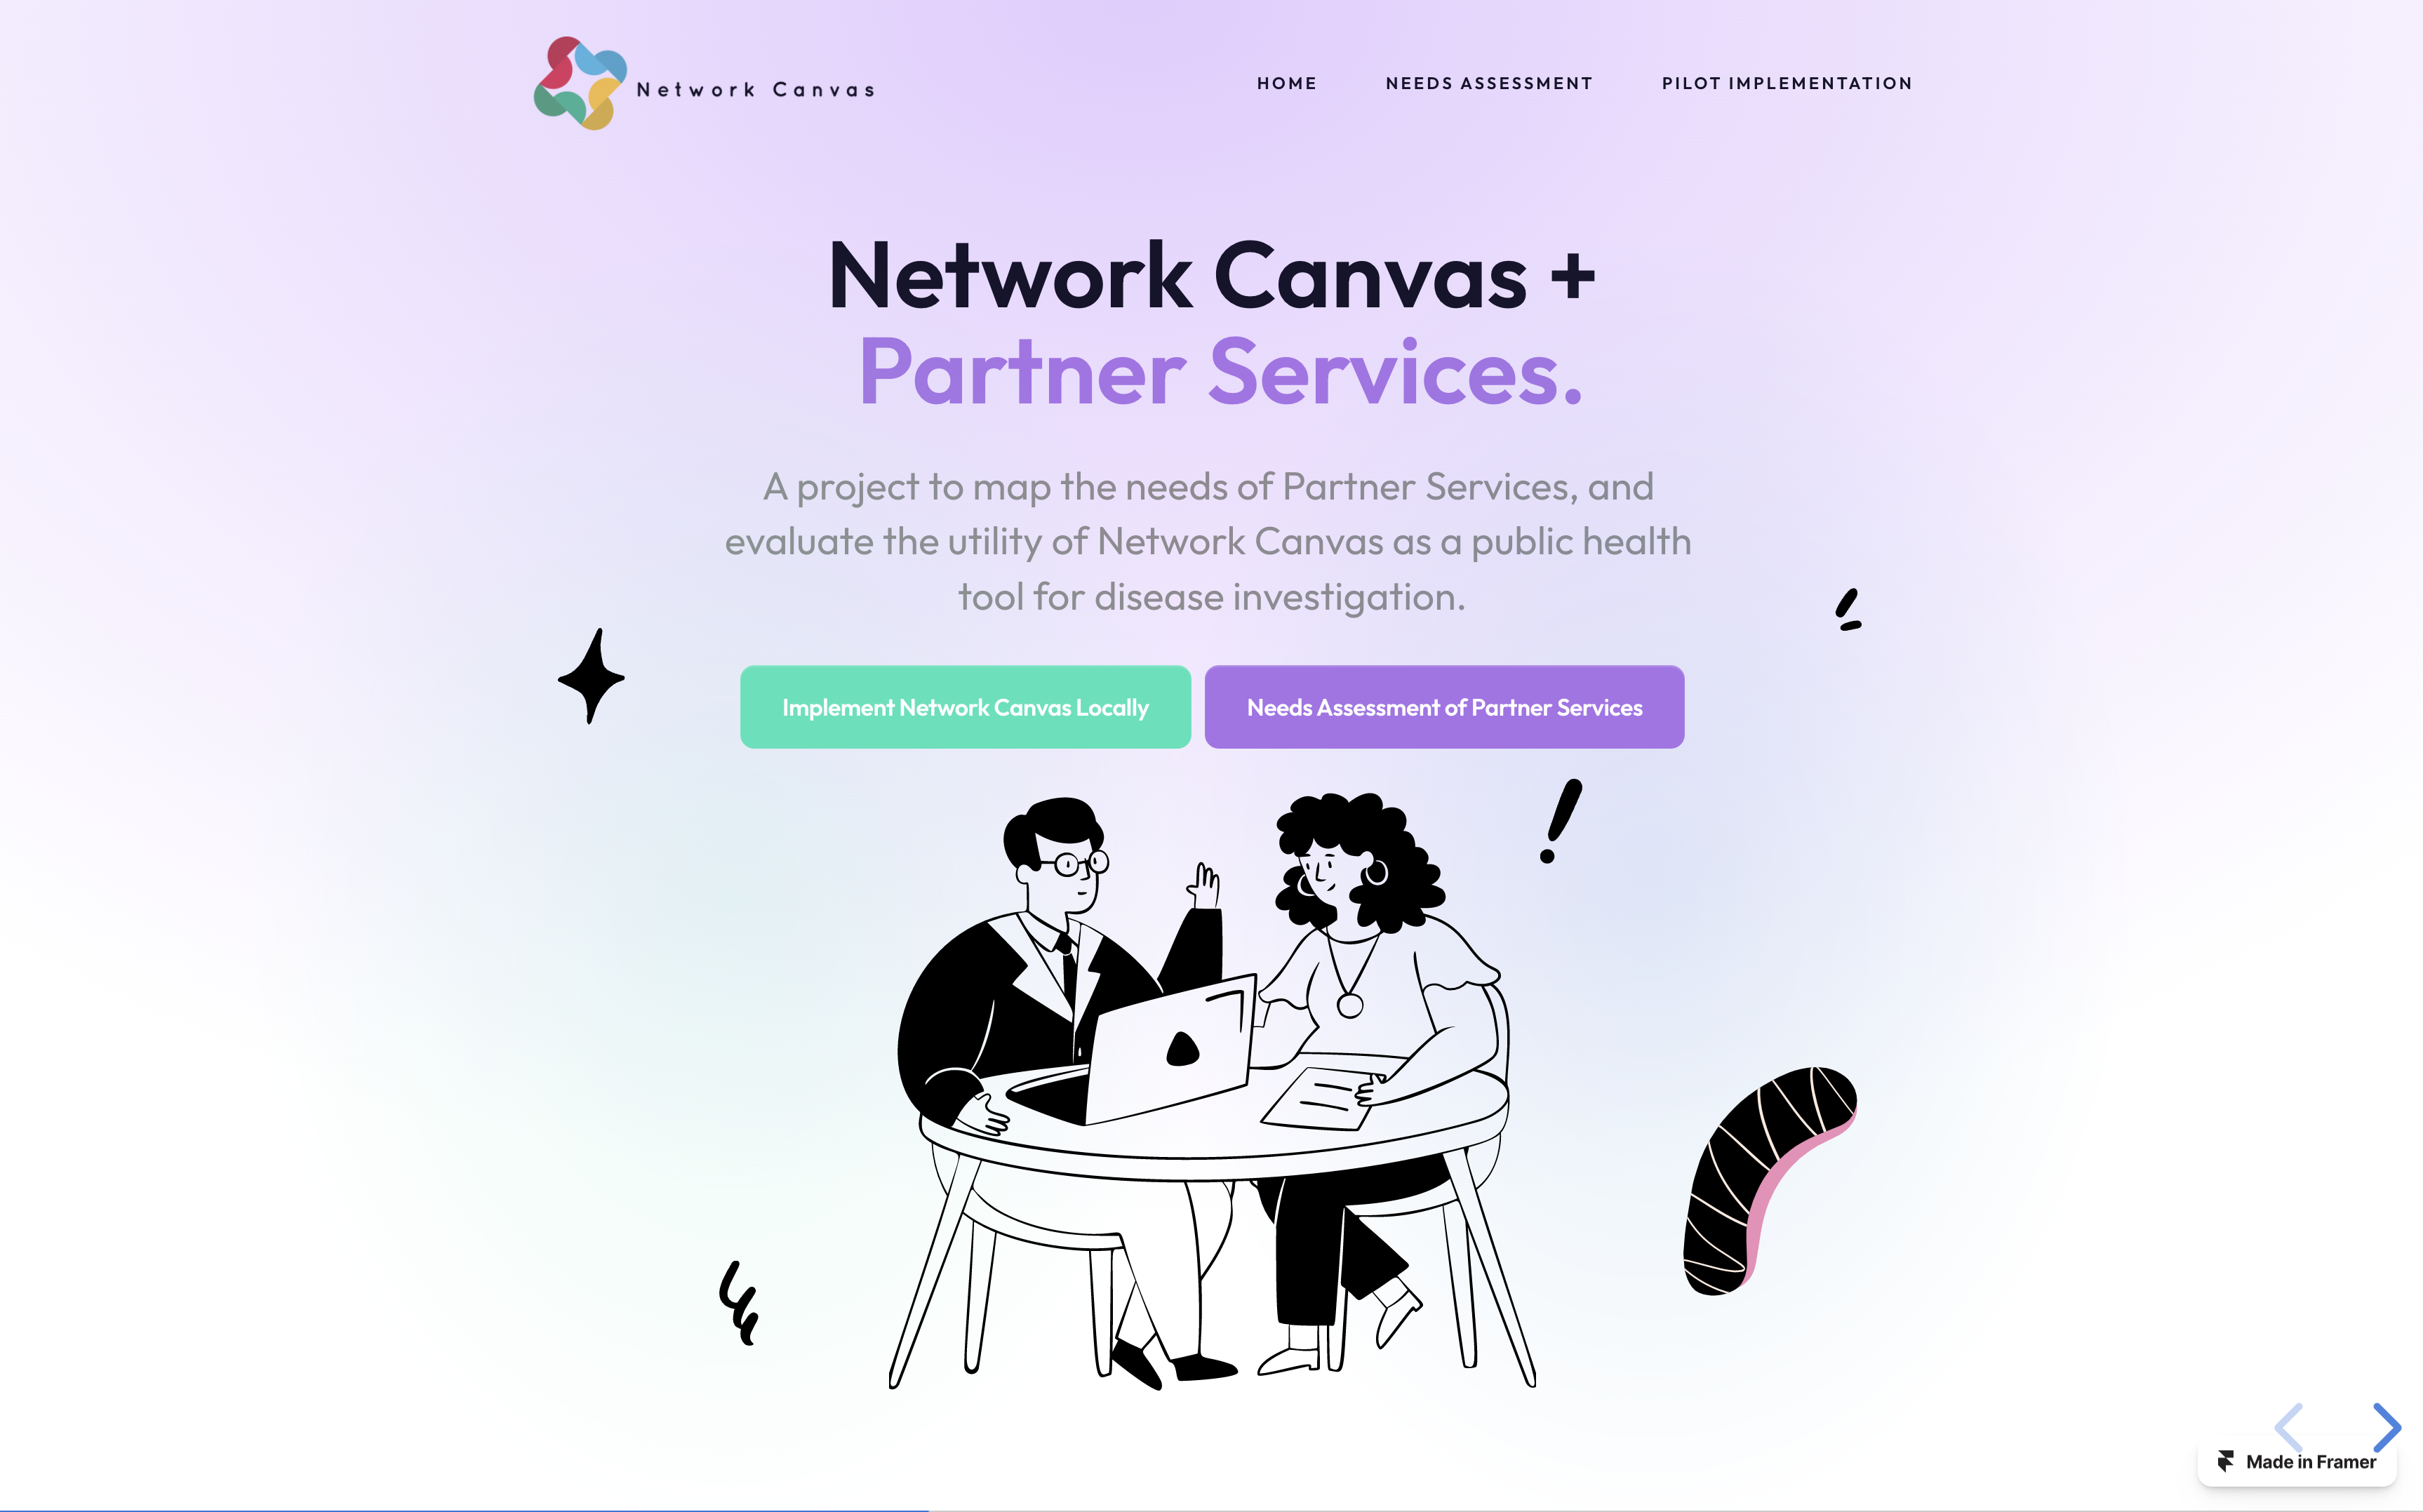 Network Canvas
HOME
NEEDS ASSESSMENT
PILOT IMPLEMENTATION
Network Canvas +
Partner Services.
A project to map the needs of Partner Services, and
evaluate the utility of Network Canvas as a public health
tool for disease investigation.
Implement Network Canvas Locally
Needs Assessment of Partner Services
Made in Framer